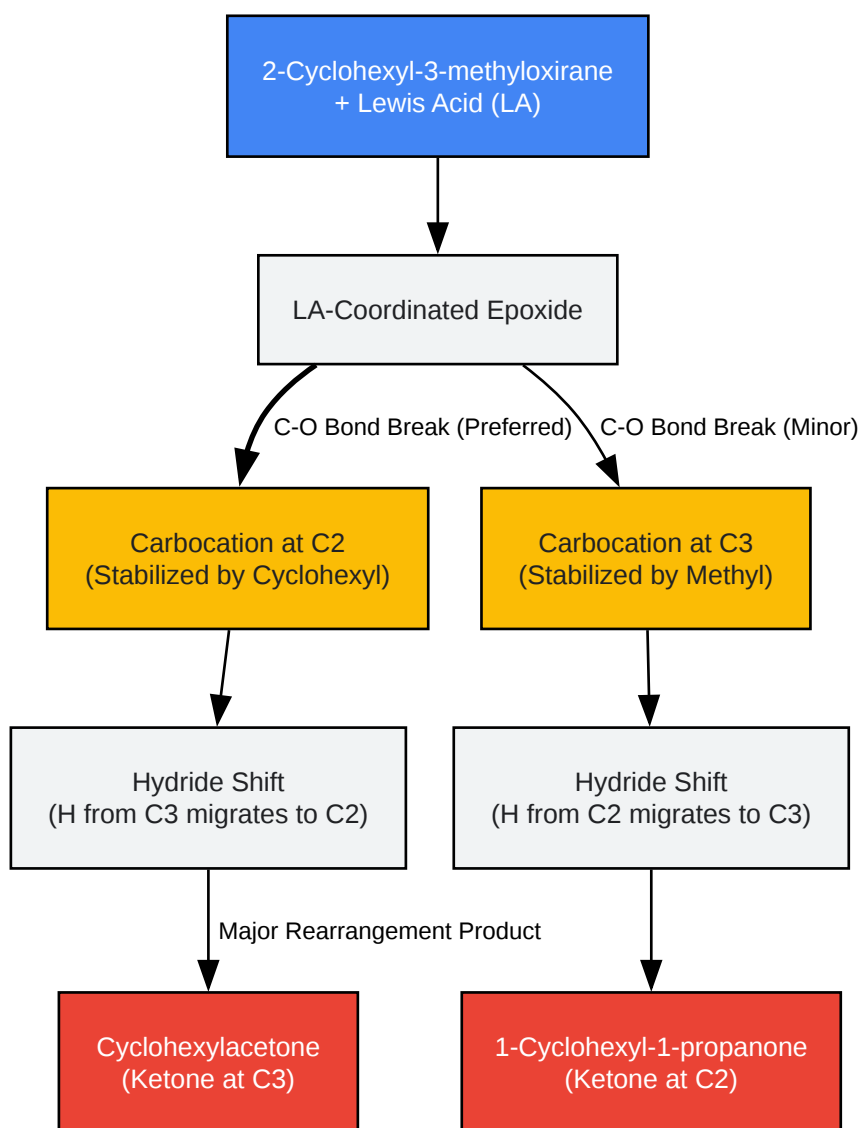 2-Cyclohexyl-3-methyloxirane
+ Lewis Acid (LA)
LA-Coordinated Epoxide
C-O Bond Break (Preferred)
C-O Bond Break (Minor)
Carbocation at C2
(Stabilized by Cyclohexyl)
Carbocation at C3
(Stabilized by Methyl)
Hydride Shift
(H from C3 migrates to C2)
Hydride Shift
(H from C2 migrates to C3)
Major Rearrangement Product
Cyclohexylacetone
(Ketone at C3)
1-Cyclohexyl-1-propanone
(Ketone at C2)